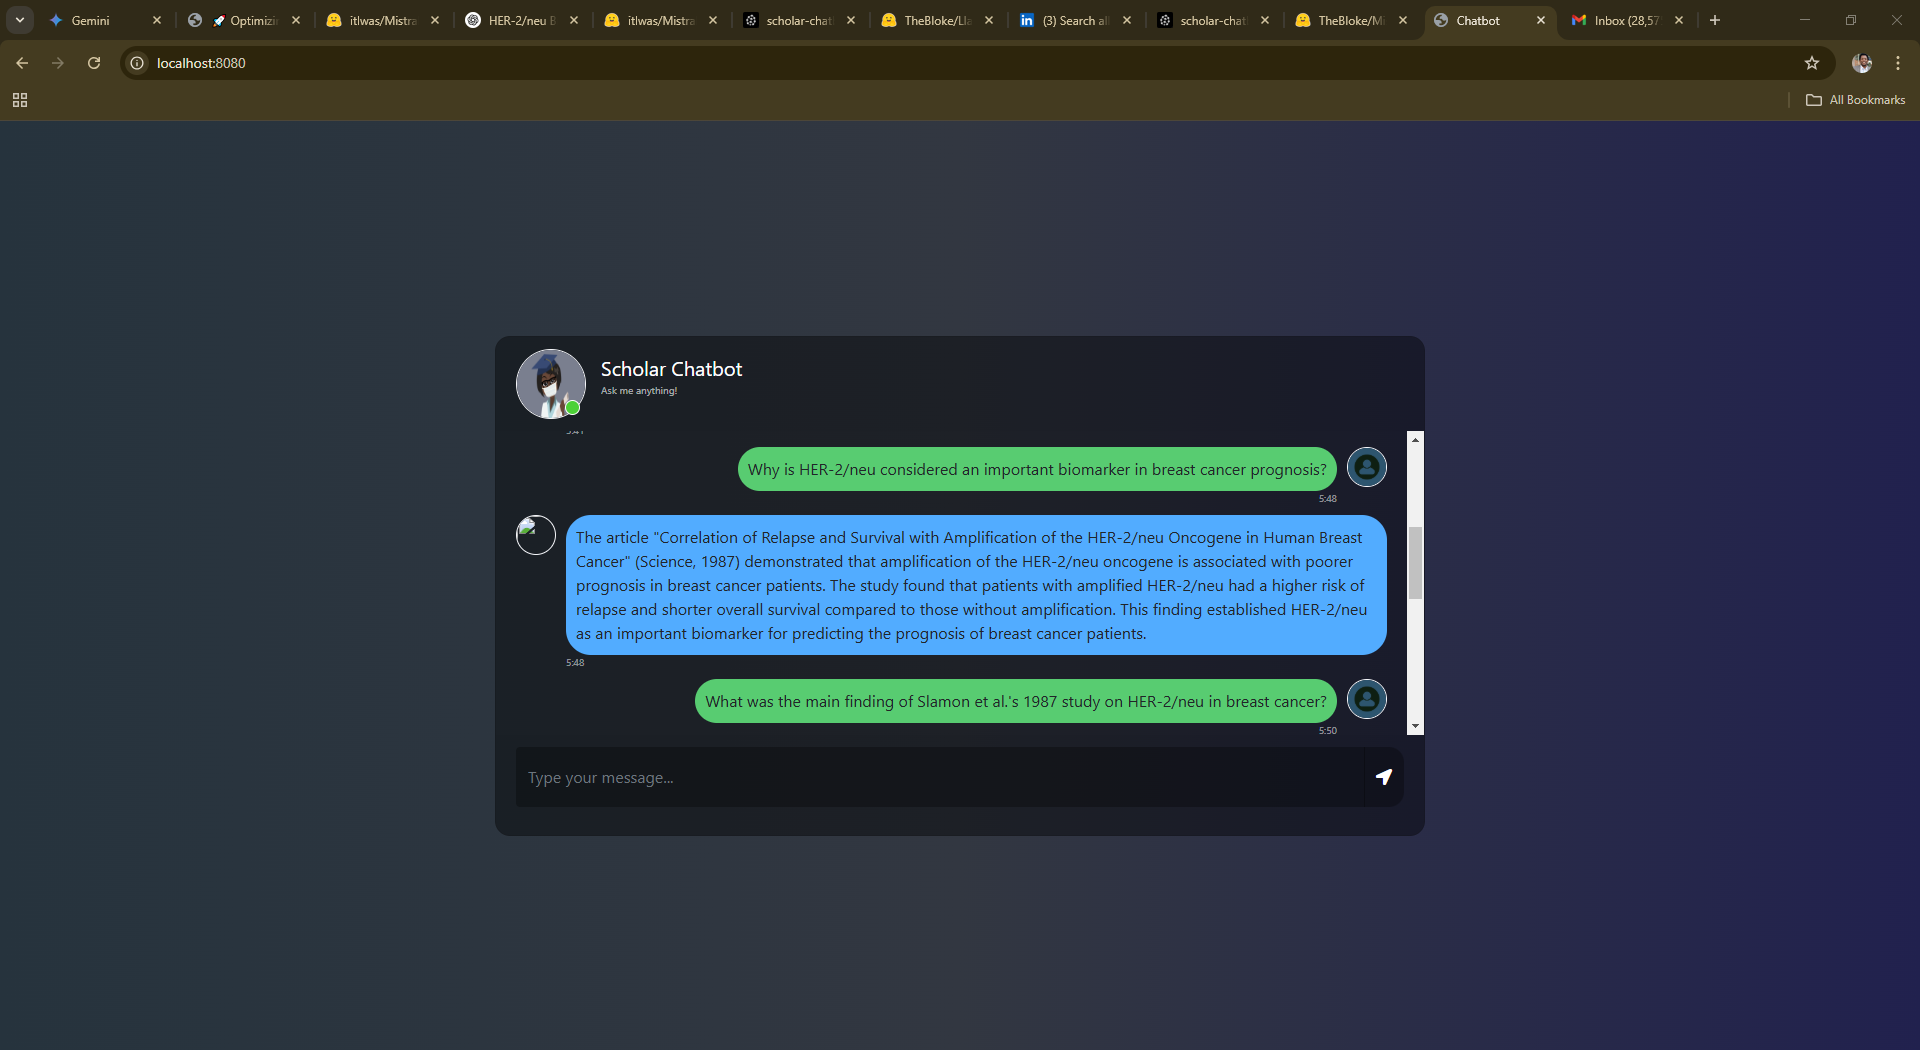 Gemini
Optimizi
itlwas/Mistra
HER-2/neu B
itlwas/Mistra
scholar-chat
TheBloke/Lla
(3) Search al
scholar-chat
TheBloke/M
Chatbot
Inbox (28,57
localhost:8080
All Bookmarks
Scholar Chatbot
Ask me anything!
Why is HER-2/neu considered an important biomarker in breast cancer prognosis?
5:48
The article "Correlation of Relapse and Survival with Amplification of the HER-2/neu Oncogene in Human Breast
Cancer" (Science, 1987) demonstrated that amplification of the HER-2/neu oncogene is associated with poorer
prognosis in breast cancer patients. The study found that patients with amplified HER-2/neu had a higher risk of
relapse and shorter overall survival compared to those without amplification. This finding established HER-2/neu
as an important biomarker for predicting the prognosis of breast cancer patients.
5:48
What was the main finding of Slamon et al.'s 1987 study on HER-2/neu in breast cancer?
5:50
Type your message...